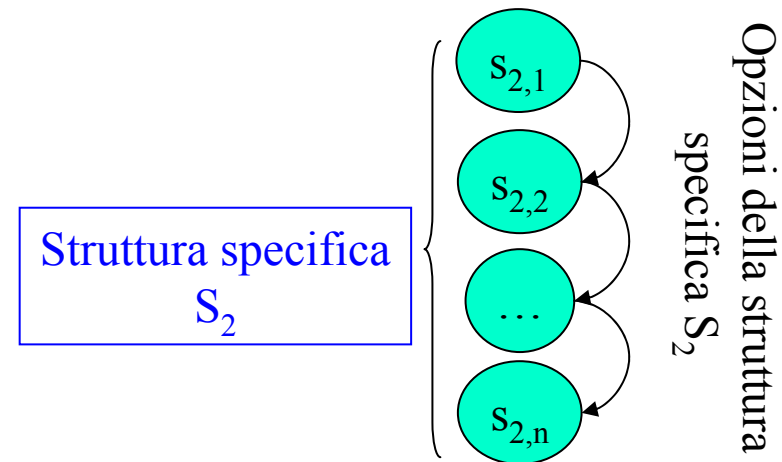 Struttura specifica
S₂
s₂,₁
s₂,₂
…
s₂,ₙ
Opzioni della struttura
specifica S₂